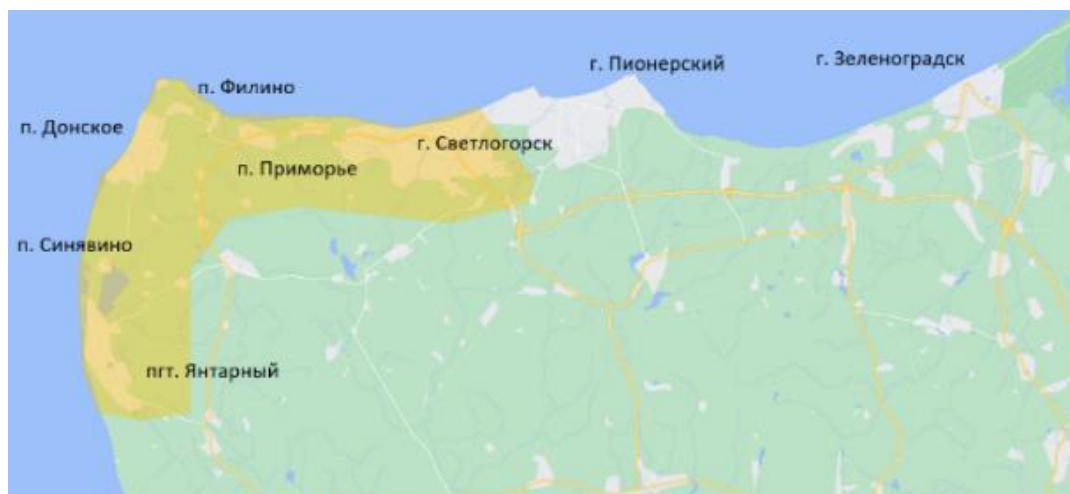 г. Зеленоградск
г. Пионерский
п. Филино
п. Донское
г. Светлогорск
п. Приморье
п. Синявино
пгт. Янтарный